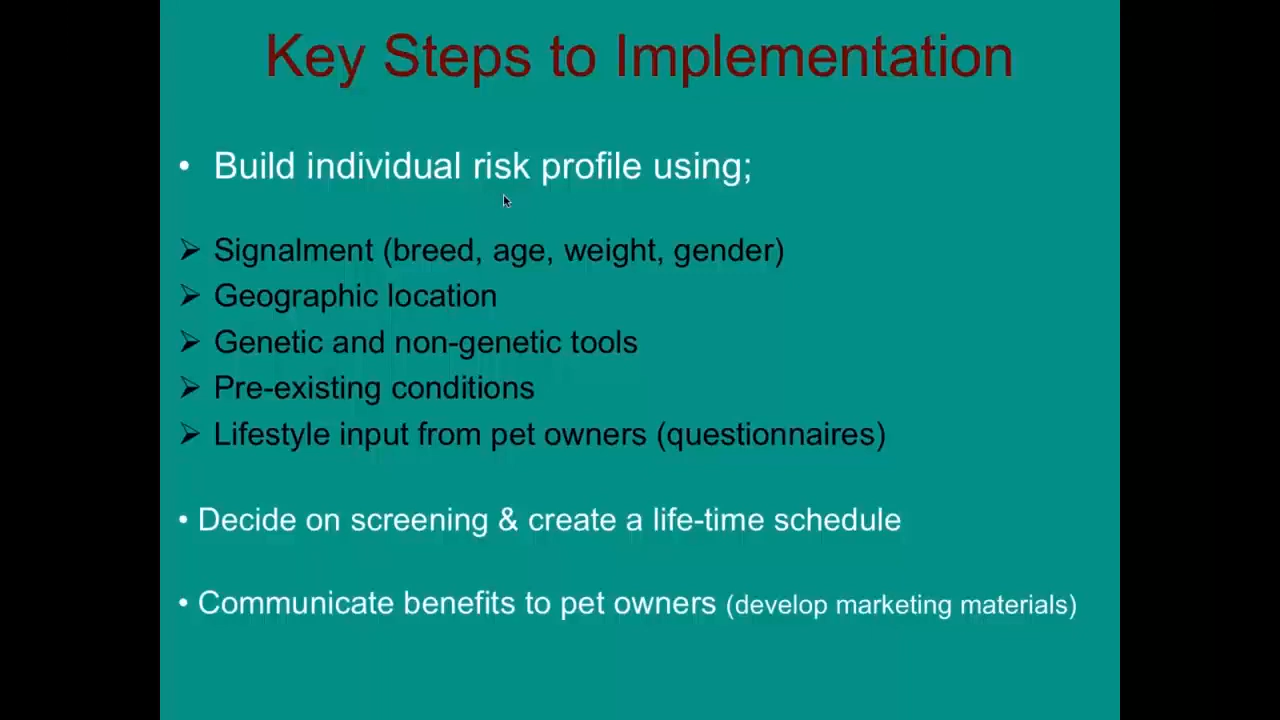 Key Steps to Implementation
• Build individual risk profile using;
➢ Signalment (breed, age, weight, gender)
➢ Geographic location
➢ Genetic and non-genetic tools
➢ Pre-existing conditions
➢ Lifestyle input from pet owners (questionnaires)
• Decide on screening & create a life-time schedule
• Communicate benefits to pet owners (develop marketing materials)